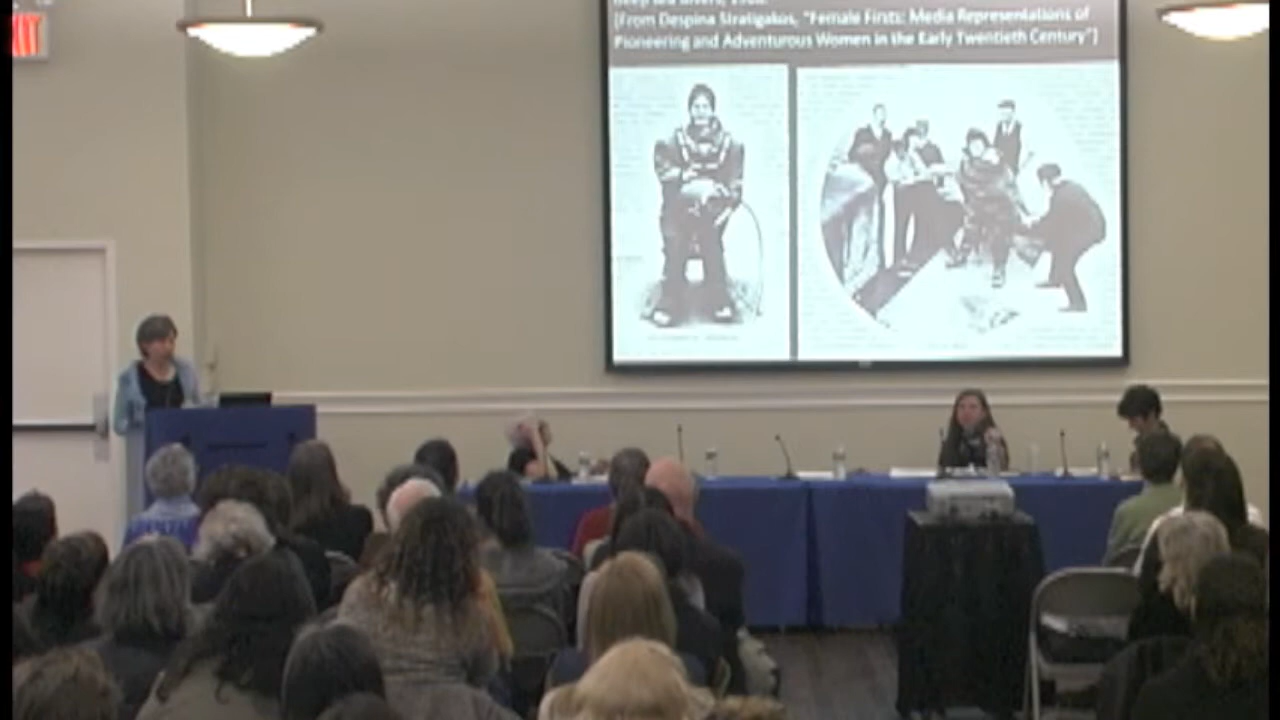 [From Despina Stratigakos, "Female Firsts: Media Representations of
Pioneering and Adventurous Women in the Early Twentieth Century"]